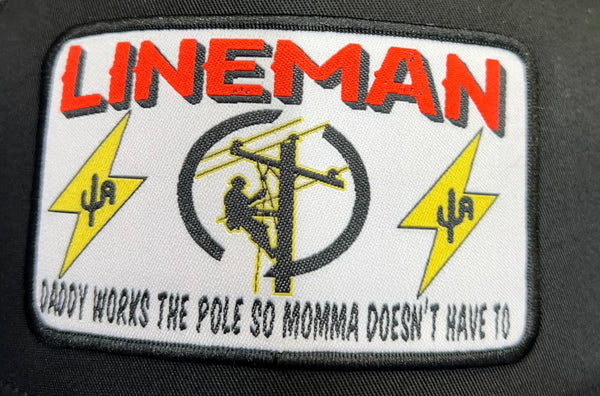 LINEMAN
DADDY WORKS THE POLE SO MOMMA DOESN'T HAVE TO